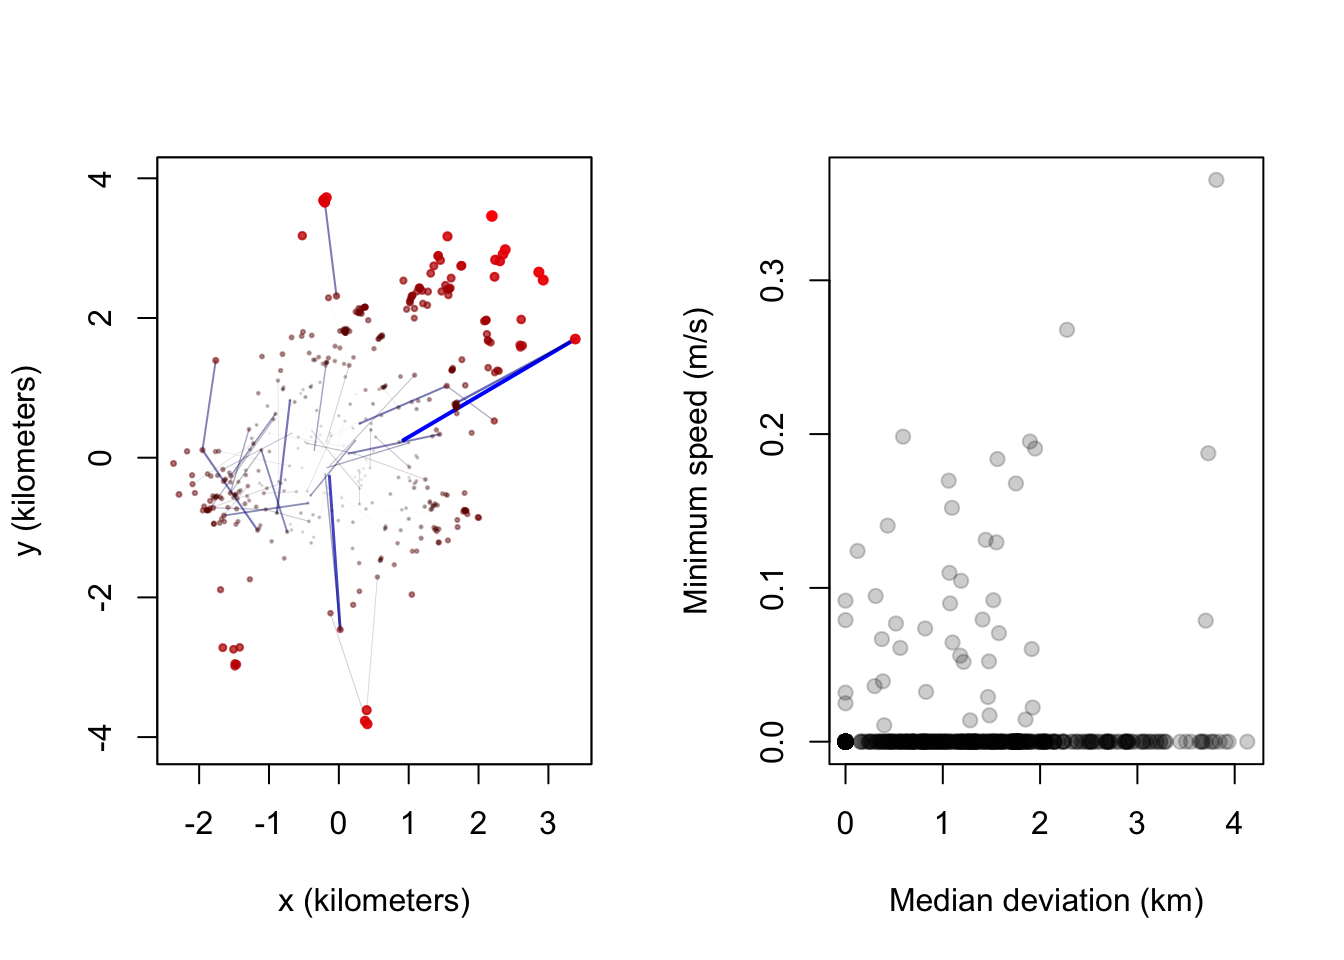 4
2
0
-2
-4
y (kilometers)
-2 -1 0 1 2 3
x (kilometers)
0.3
0.2
0.1
0.0
Minimum speed (m/s)
0 1 2 3 4
Median deviation (km)